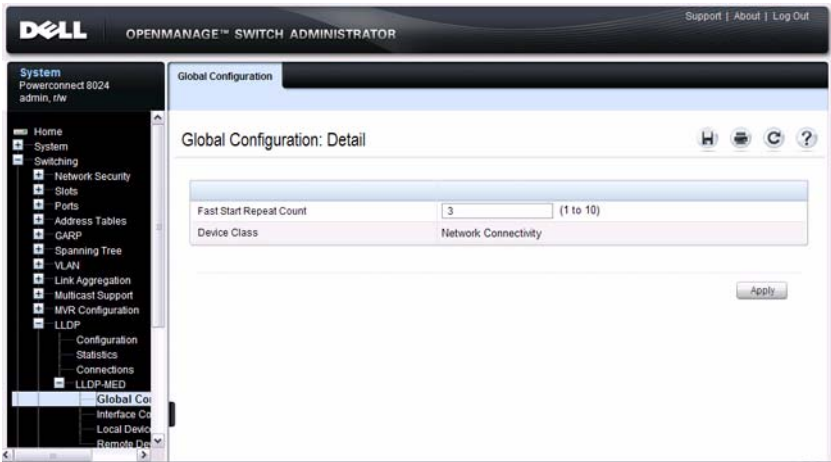 Support | About | Log Out
DELL
OPENMANAGE™ SWITCH ADMINISTRATOR
System
Powerconnect 8024
admin, r/w
Home
System
Switching
Network Security
Slots
Ports
Address Tables
GARP
Spanning Tree
VLAN
Link Aggregation
Multicast Support
MVR Configuration
LLDP
Configuration
Statistics
Connections
LLDP-MED
Global Co
Interface Co
Local Devic
Remote De
Global Configuration
Global Configuration: Detail
Fast Start Repeat Count 3 (1 to 10)
Device Class Network Connectivity
Apply